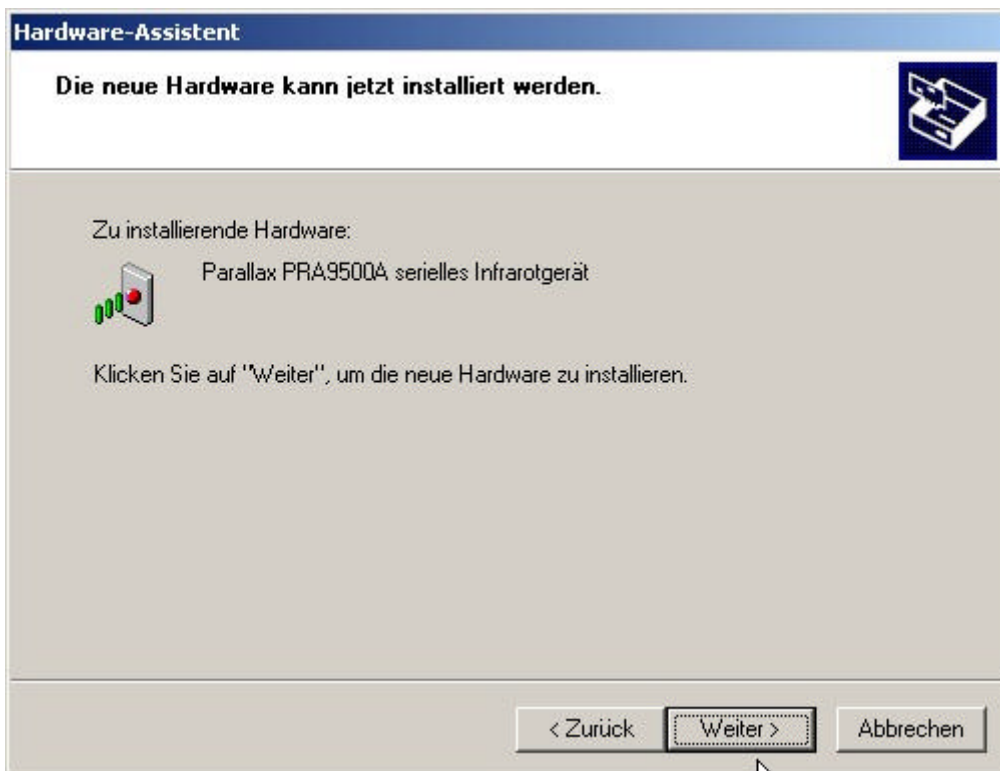 Hardware-Assistent
Die neue Hardware kann jetzt installiert werden.
Zu installierende Hardware:
Parallax PRA9500A serielles Infrarotgerät
Klicken Sie auf "Weiter", um die neue Hardware zu installieren.
< Zurück Weiter > Abbrechen